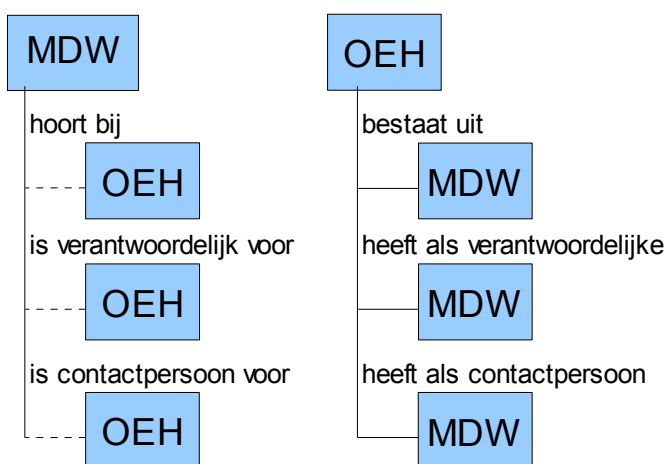 MDW
hoort bij
OEH
is verantwoordelijk voor
OEH
is contactpersoon voor
OEH
OEH
bestaat uit
MDW
heeft als verantwoordelijke
MDW
heeft als contactpersoon
MDW